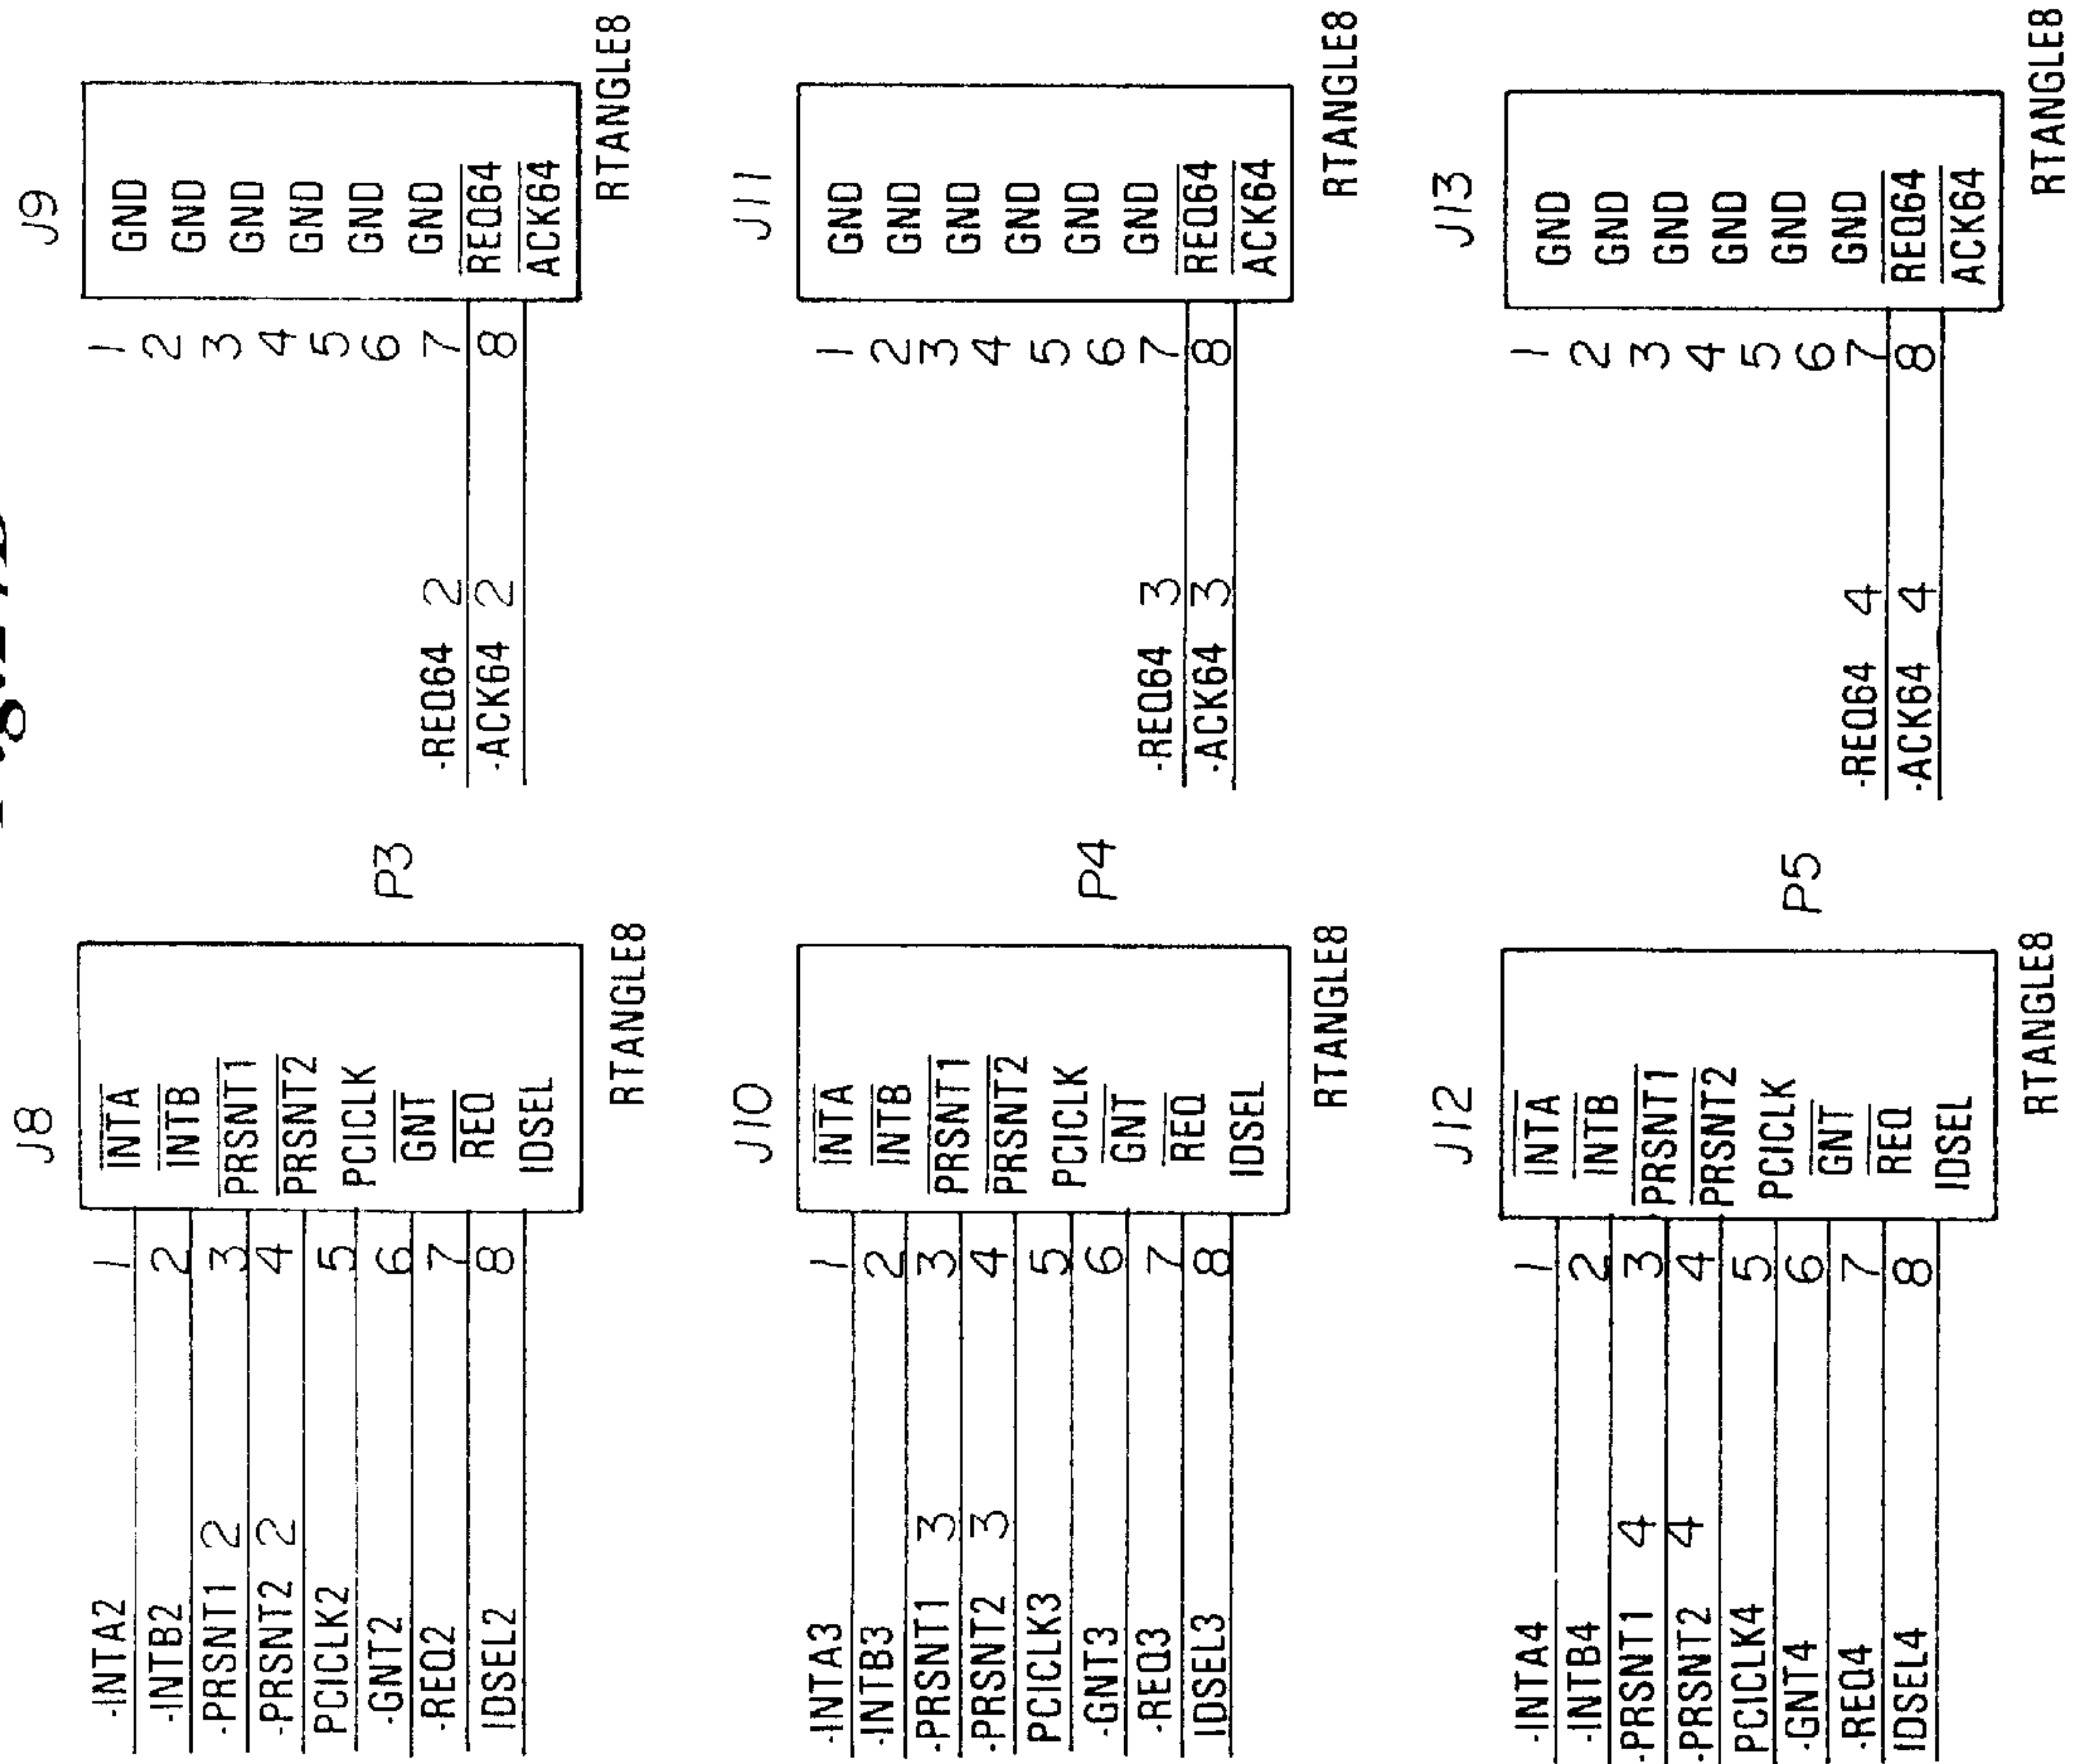 J8
-INTA2 1 INTA
-INTB2 2 INTB
-PRSNT1 2 3 PRSNT1
-PRSNT2 2 4 PRSNT2
PCICLK2 5 PCICLK
-GNT2 6 GNT
-REQ2 7 REQ
IDSEL2 8 IDSEL
RTANGLE8
P3
J9
1 GND
2 GND
3 GND
4 GND
5 GND
6 GND
-REQ64 2 7 REQ64
-ACK64 2 8 ACK64
RTANGLE8
J10
-INTA3 1 INTA
-INTB3 2 INTB
-PRSNT1 3 3 PRSNT1
-PRSNT2 3 4 PRSNT2
PCICLK3 5 PCICLK
-GNT3 6 GNT
-REQ3 7 REQ
IDSEL3 8 IDSEL
RTANGLE8
P4
J11
1 GND
2 GND
3 GND
4 GND
5 GND
6 GND
-REQ64 3 7 REQ64
-ACK64 3 8 ACK64
RTANGLE8
J12
-INTA4 1 INTA
-INTB4 2 INTB
-PRSNT1 4 3 PRSNT1
-PRSNT2 4 4 PRSNT2
PCICLK4 5 PCICLK
-GNT4 6 GNT
-REQ4 7 REQ
IDSEL4 8 IDSEL
RTANGLE8
P5
J13
1 GND
2 GND
3 GND
4 GND
5 GND
6 GND
-REQ64 4 7 REQ64
-ACK64 4 8 ACK64
RTANGLE8